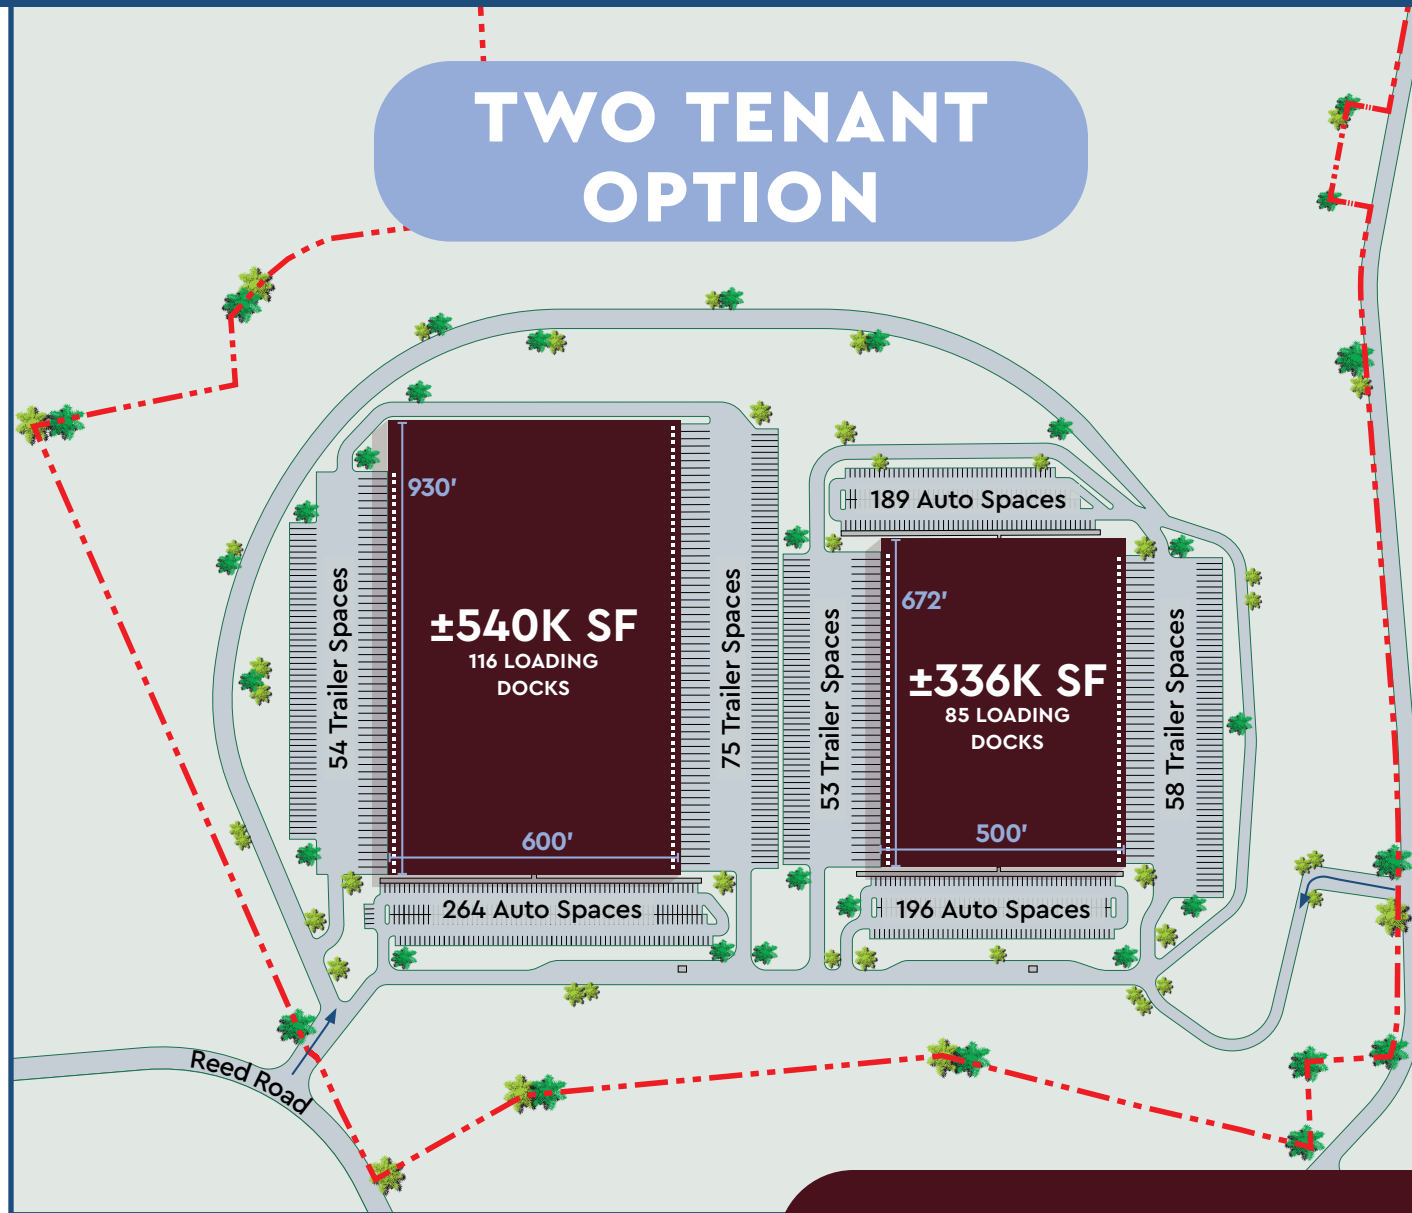 TWO TENANT
OPTION
930'
±540K SF
116 LOADING
DOCKS
600'
54 Trailer Spaces
75 Trailer Spaces
264 Auto Spaces
189 Auto Spaces
672'
±336K SF
85 LOADING
DOCKS
500'
53 Trailer Spaces
58 Trailer Spaces
196 Auto Spaces
Reed Road